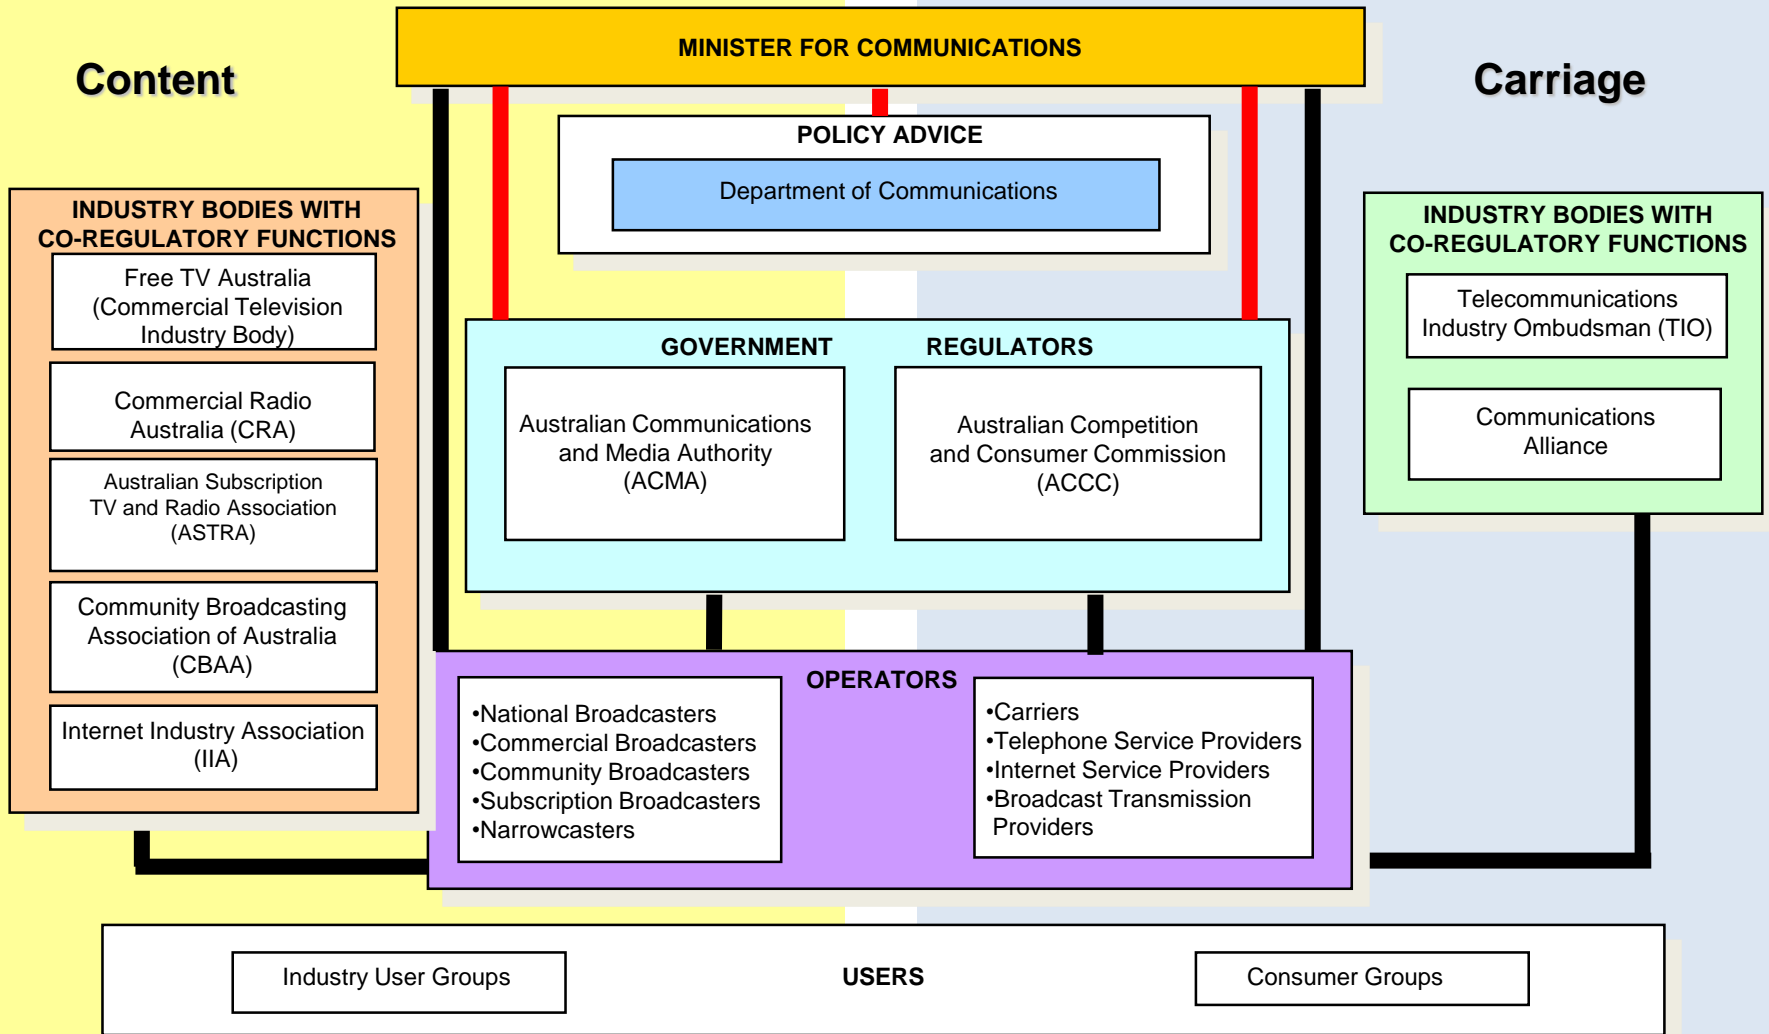 MINISTER FOR COMMUNICATIONS
Content
Carriage
POLICY ADVICE
Department of Communications
INDUSTRY BODIES WITH
CO-REGULATORY FUNCTIONS
Free TV Australia
(Commercial Television
Industry Body)
Commercial Radio
Australia (CRA)
Australian Subscription
TV and Radio Association
(ASTRA)
Community Broadcasting
Association of Australia
(CBAA)
Internet Industry Association
(IIA)
GOVERNMENT REGULATORS
Australian Communications
and Media Authority
(ACMA)
Australian Competition
and Consumer Commission
(ACCC)
INDUSTRY BODIES WITH
CO-REGULATORY FUNCTIONS
Telecommunications
Industry Ombudsman (TIO)
Communications
Alliance
OPERATORS
•National Broadcasters
•Commercial Broadcasters
•Community Broadcasters
•Subscription Broadcasters
•Narrowcasters
•Carriers
•Telephone Service Providers
•Internet Service Providers
•Broadcast Transmission
Providers
Industry User Groups
USERS
Consumer Groups